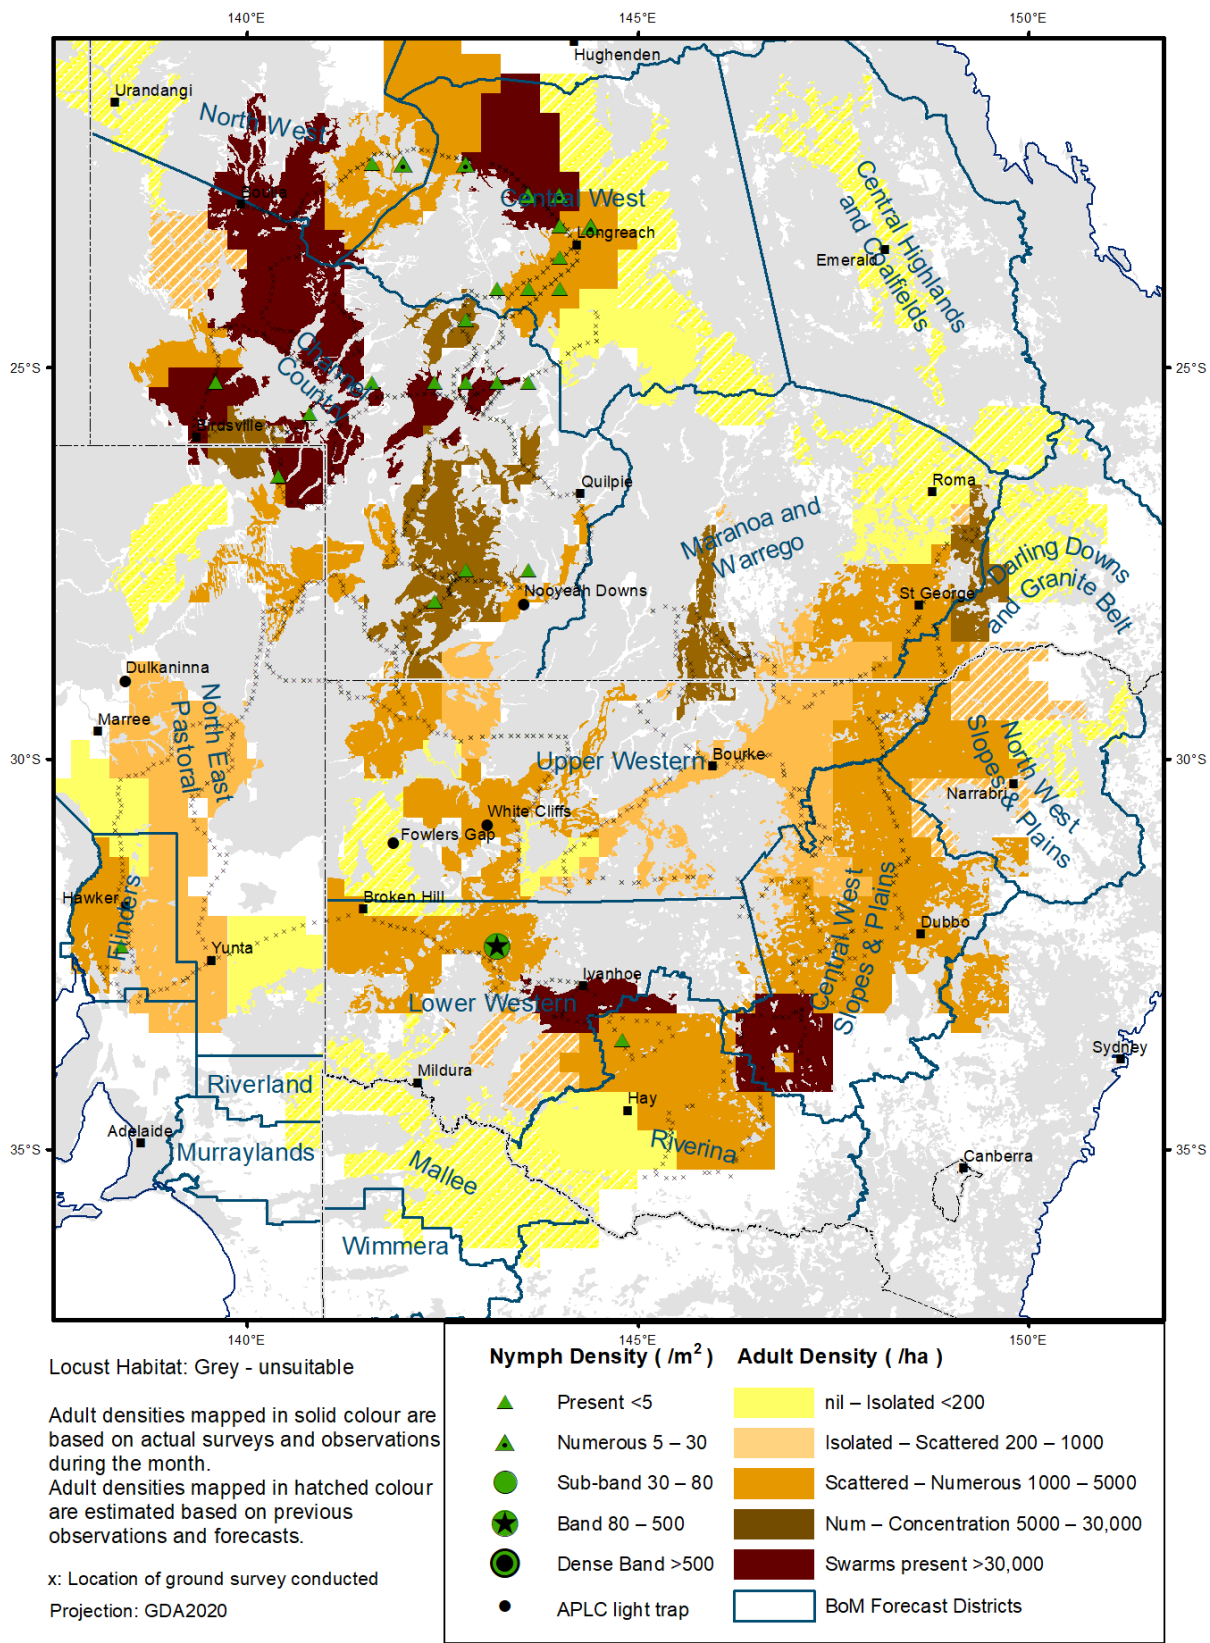 140°E
145°E
150°E
Hughenden
Urandangi
North West
Boulia
Central West
Longreach
Central Highlands
and Coalfields
Emerald
25°S
25°S
Channel
Country
Birdsville
Quilpie
Roma
Maranoa and
Warrego
Darling Downs
and Granite Belt
St George
Nooyeah Downs
Dulkaninna
Marree
North East
Pastoral
30°S
30°S
Upper Western
Bourke
North West
Slopes & Plains
Narrabri
White Cliffs
Fowlers Gap
Broken Hill
Hawker
Flinders
Yunta
Central West
Slopes & Plains
Dubbo
Ivanhoe
Lower Western
Sydney
Mildura
Riverland
Hay
Adelaide
Murraylands
Riverina
35°S
35°S
Mallee
Canberra
Wimmera
140°E
145°E
150°E
Locust Habitat: Grey - unsuitable
Adult densities mapped in solid colour are
based on actual surveys and observations
during the month.
Adult densities mapped in hatched colour
are estimated based on previous
observations and forecasts.
x: Location of ground survey conducted
Projection: GDA2020
Nymph Density ( /m²)
Present <5
Numerous 5 – 30
Sub-band 30 – 80
Band 80 – 500
Dense Band >500
APLC light trap
Adult Density ( /ha )
nil – Isolated <200
Isolated – Scattered 200 – 1000
Scattered – Numerous 1000 - 5000
Num – Concentration 5000 – 30,000
Swarms present >30,000
BoM Forecast Districts